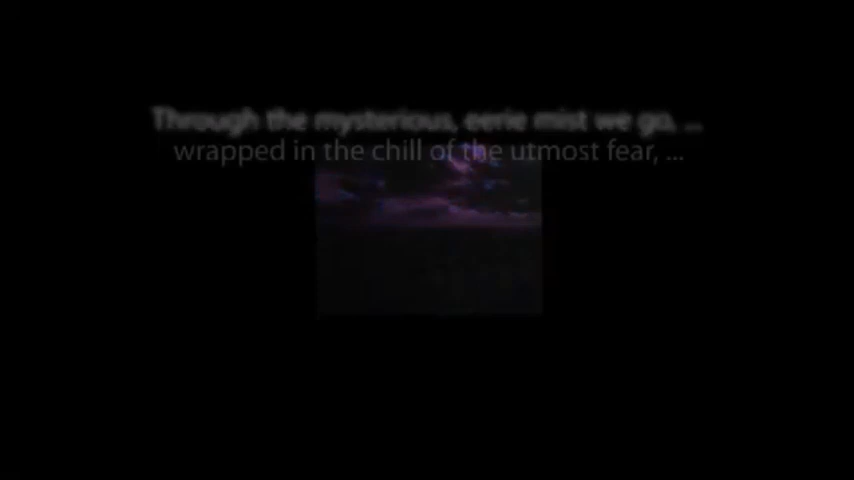 Through the mysterious, eerie mist we go, ...
wrapped in the chill of the utmost fear, ...